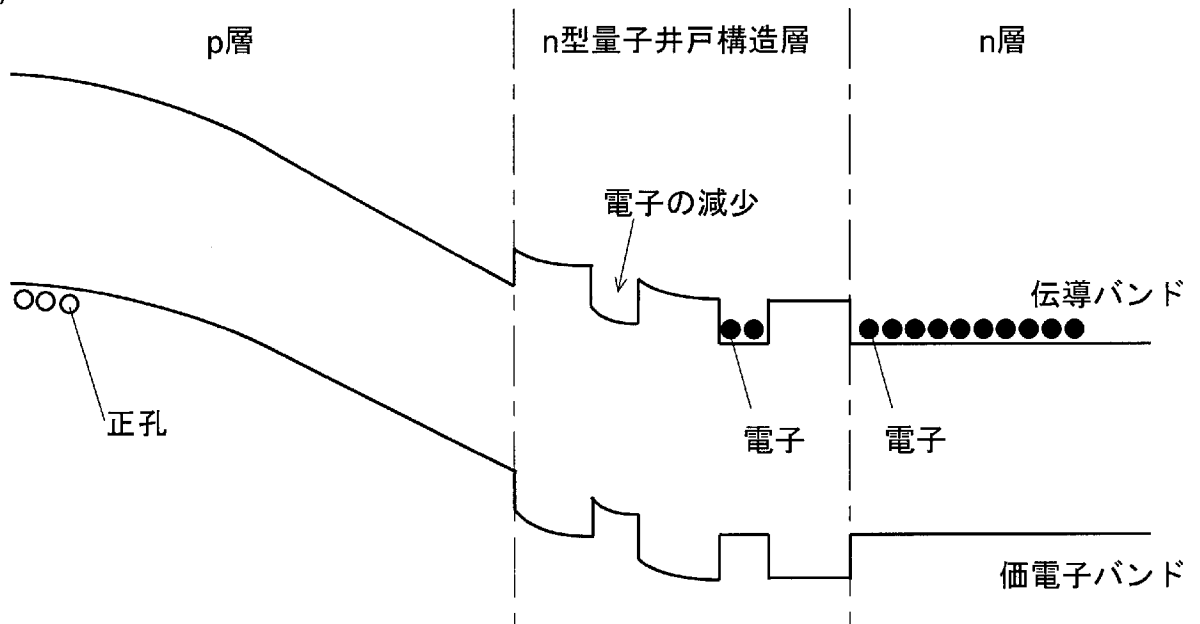 p層
n型量子井戸構造層
n層
電子の減少
伝導バンド
正孔
電子
電子
価電子バンド